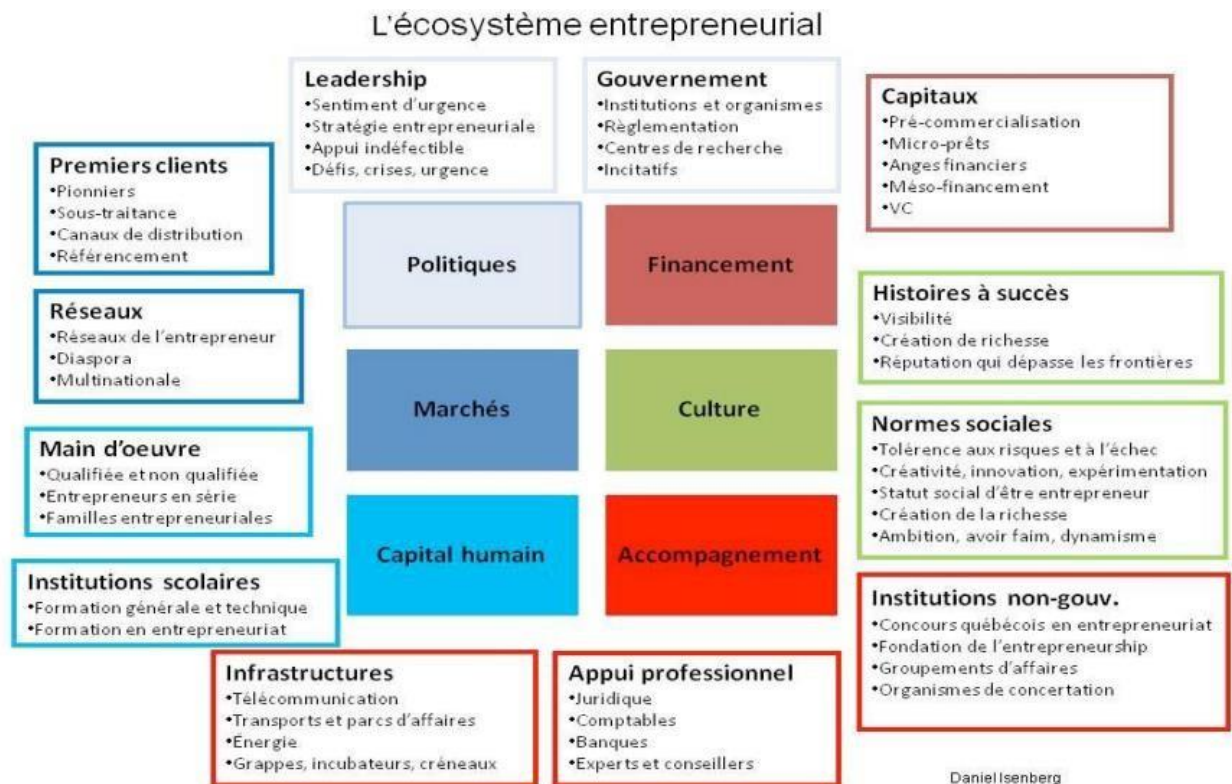 L'écosystème entrepreneurial
Leadership
•Sentiment d'urgence
•Stratégie entrepreneuriale
•Appui indéfectible
•Défis, crises, urgence
Gouvernement
•Institutions et organismes
•Règlementation
•Centres de recherche
•Incitatifs
Capitaux
•Pré-commercialisation
•Micro-prêts
•Anges financiers
•Méso-financement
•VC
Premiers clients
•Pionniers
•Sous-traitance
•Canaux de distribution
•Référencement
Politiques
Financement
Réseaux
•Réseaux de l'entrepreneur
•Diaspora
•Multinationale
Histoires à succès
•Visibilité
•Création de richesse
•Réputation qui dépasse les frontières
Marchés
Culture
Main d'oeuvre
•Qualifiée et non qualifiée
•Entrepreneurs en série
•Familles entrepreneuriales
Normes sociales
•Tolérence aux risques et à l'échec
•Créativité, innovation, expérimentation
•Statut social d'être entrepreneur
•Création de la richesse
•Ambition, avoir faim, dynamisme
Capital humain
Accompagnement
Institutions scolaires
•Formation générale et technique
•Formation en entrepreneuriat
Institutions non-gouv.
•Concours québécois en entrepreneuriat
•Fondation de l'entrepreneurship
•Groupements d'affaires
•Organismes de concertation
Infrastructures
•Télécommunication
•Transports et parcs d'affaires
•Énergie
•Grappes, incubateurs, créneaux
Appui professionnel
•Juridique
•Comptables
•Banques
•Experts et conseillers
Daniel Isenberg